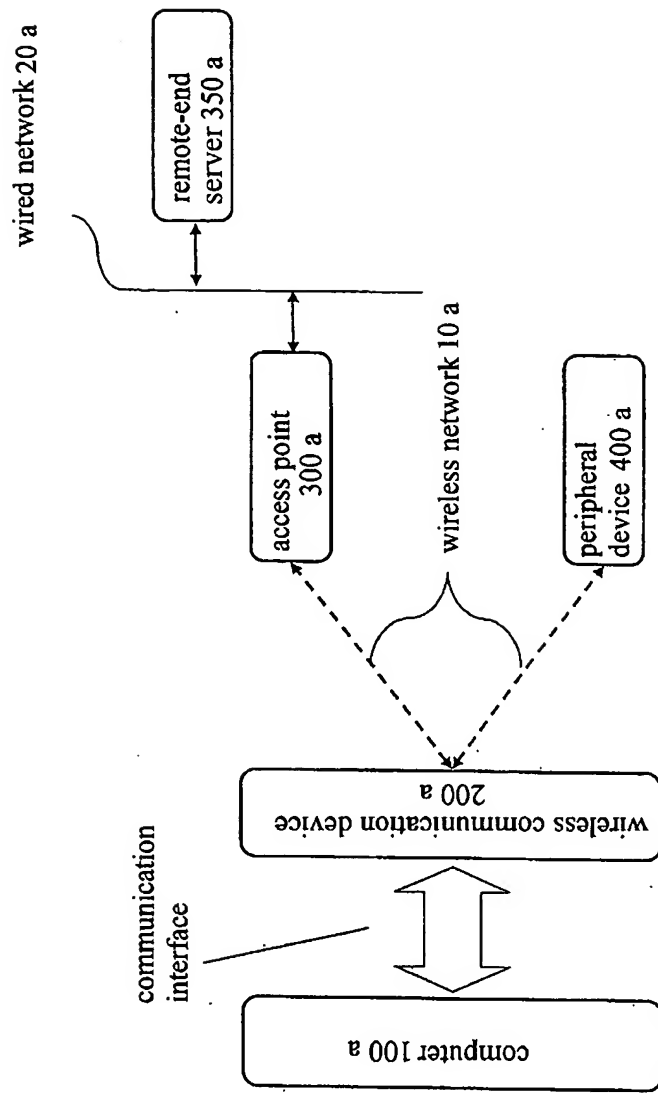 wired network 20 a
remote-end
server 350 a
access point
300 a
wireless network 10 a
peripheral
device 400 a
communication
interface
wireless communication device
200 a
computer 100 a